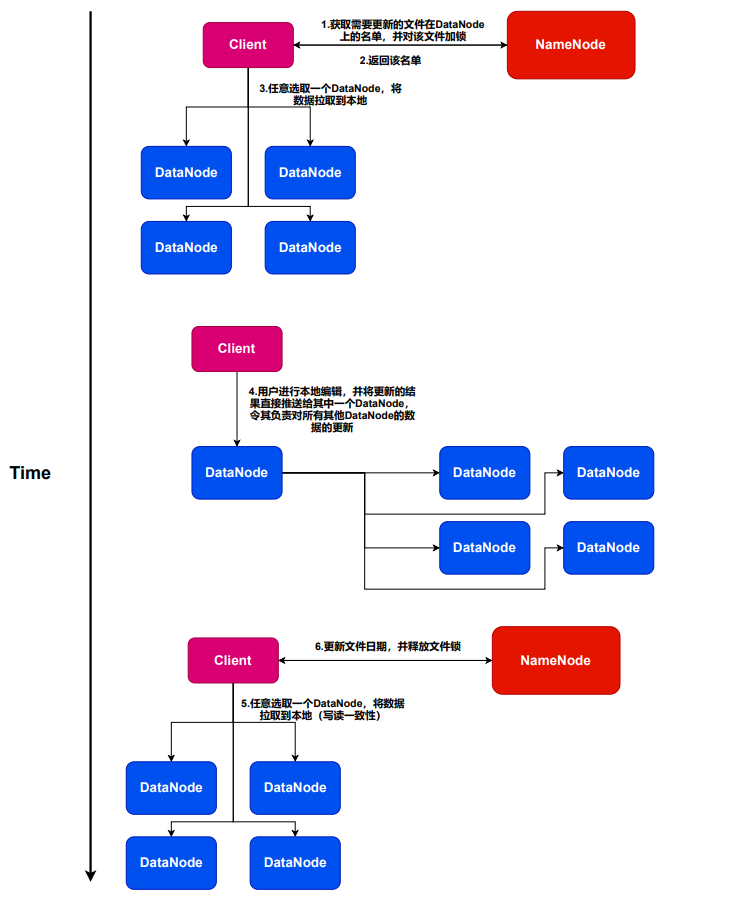 1.获取需要更新的文件在DataNode
上的名单，并对该文件加锁
Client
NameNode
2.返回该名单
3.任意选取一个DataNode，将
数据拉取到本地
DataNode
DataNode
DataNode
DataNode
Client
4.用户进行本地编辑，并将更新的结
果直接推送给其中一个DataNode，
令其负责对所有其他DataNode的数
据的更新
Time
DataNode
DataNode
DataNode
DataNode
DataNode
6.更新文件日期，并释放文件锁
Client
NameNode
5.任意选取一个DataNode，将数据
拉取到本地（写读一致性）
DataNode
DataNode
DataNode
DataNode